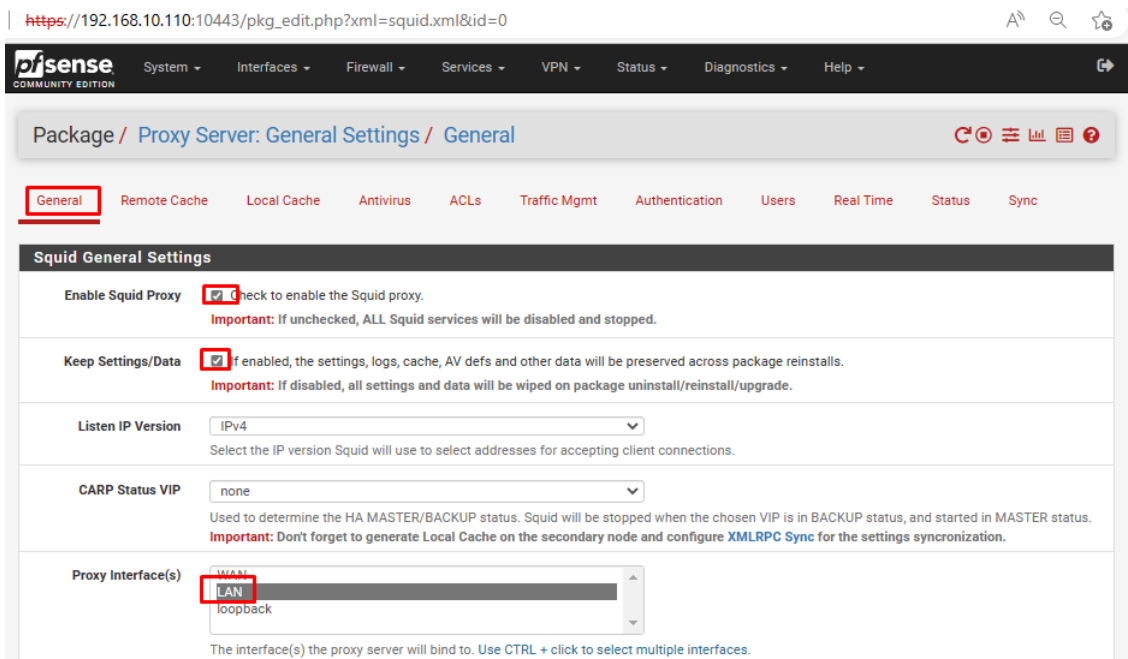 https://192.168.10.110:10443/pkg_edit.php?xml=squid.xml&id=0
pfsense COMMUNITY EDITION System Interfaces Firewall Services VPN Status Diagnostics Help
Package / Proxy Server: General Settings / General
General Remote Cache Local Cache Antivirus ACLs Traffic Mgmt Authentication Users Real Time Status Sync
Squid General Settings
Enable Squid Proxy Check to enable the Squid proxy.
Important: If unchecked, ALL Squid services will be disabled and stopped.
Keep Settings/Data If enabled, the settings, logs, cache, AV defs and other data will be preserved across package reinstalls.
Important: If disabled, all settings and data will be wiped on package uninstall/reinstall/upgrade.
Listen IP Version IPv4
Select the IP version Squid will use to select addresses for accepting client connections.
CARP Status VIP none
Used to determine the HA MASTER/BACKUP status. Squid will be stopped when the chosen VIP is in BACKUP status, and started in MASTER status.
Important: Don't forget to generate Local Cache on the secondary node and configure XMLRPC Sync for the settings syncronization.
Proxy Interface(s) WAN
LAN
loopback
The interface(s) the proxy server will bind to. Use CTRL + click to select multiple interfaces.